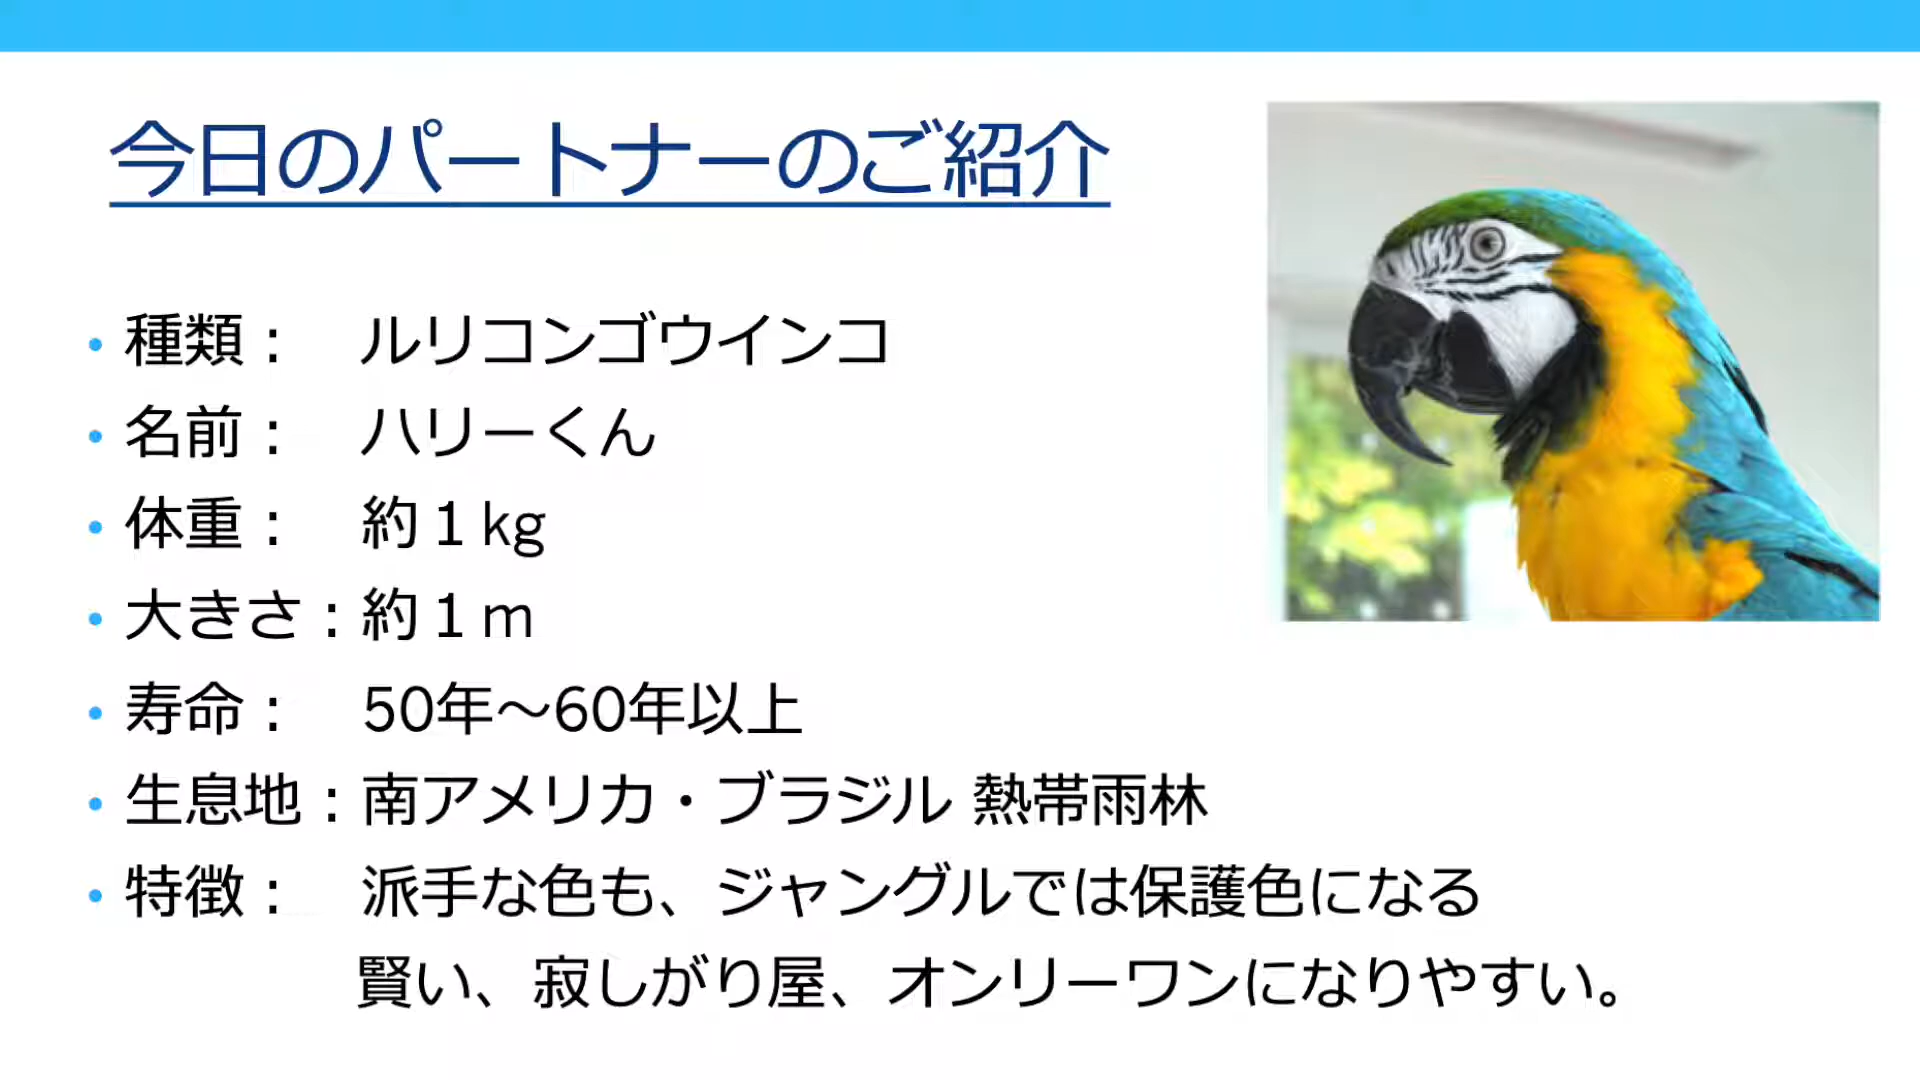 今日のパートナーのご紹介
• 種類： ルリコンゴウインコ
• 名前： ハリーくん
• 体重： 約１kg
• 大きさ：約１m
• 寿命： 50年～60年以上
• 生息地：南アメリカ・ブラジル 熱帯雨林
• 特徴： 派手な色も、ジャングルでは保護色になる
賢い、寂しがり屋、オンリーワンになりやすい。